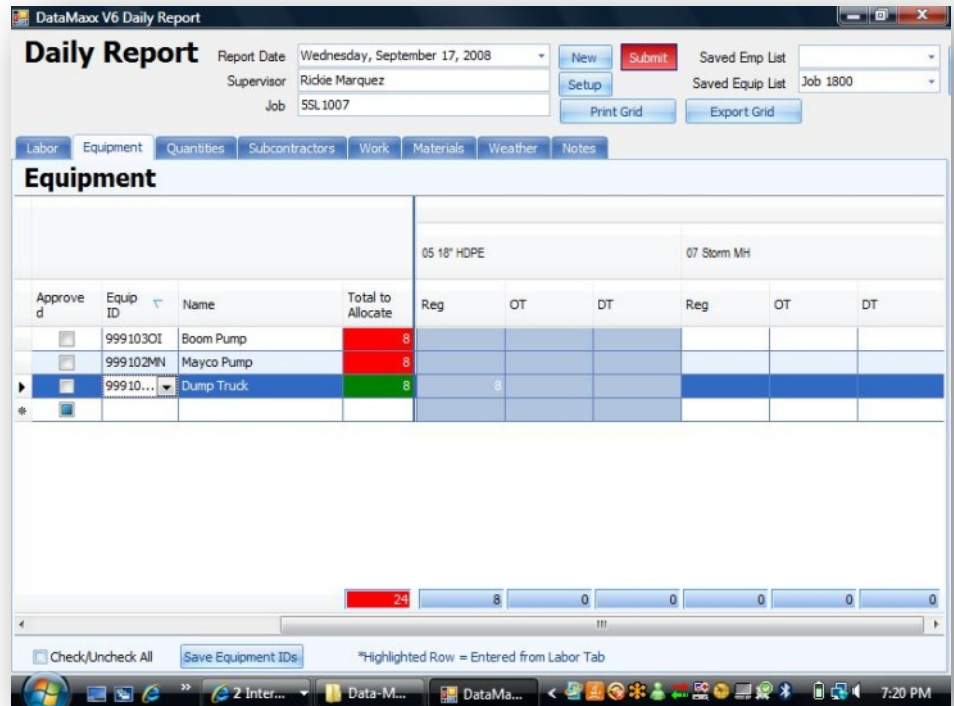 DataMaxx V6 Daily Report
Daily Report
Report Date Wednesday, September 17, 2008 New Submit Saved Emp List
Supervisor Rickie Marquez Setup Saved Equip List Job 1800
Job 5SL1007 Print Grid Export Grid
Labor Equipment Quantities Subcontractors Work Materials Weather Notes
Equipment
05 18" HDPE 07 Storm MH
Approve
d Equip
ID Name Total to
Allocate Reg OT DT Reg OT DT
999103OI Boom Pump 8
999102MN Mayco Pump 8
99910... Dump Truck 8 8
24 8 0 0 0 0 0
Check/Uncheck All Save Equipment IDs *Highlighted Row = Entered from Labor Tab
2 Inter... Data-M... DataMa... 7:20 PM